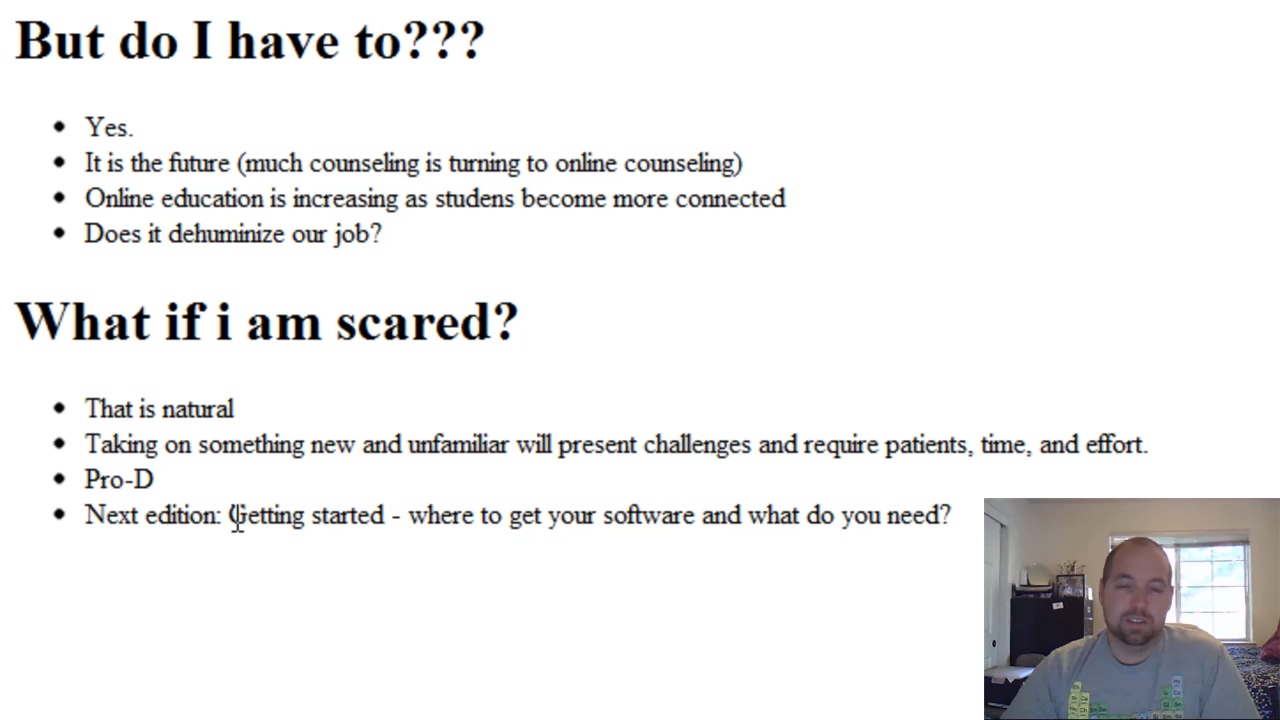 But do I have to???
Yes.
It is the future (much counseling is turning to online counseling)
Online education is increasing as studens become more connected
Does it dehuminize our job?
What if i am scared?
That is natural
Taking on something new and unfamiliar will present challenges and require patients, time, and effort.
Pro-D
Next edition: Getting started - where to get your software and what do you need?